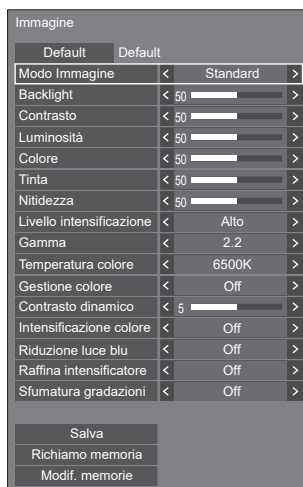 Immagine
Default Default
Modo Immagine < Standard >
Backlight < 50 >
Contrasto < 50 >
Luminosità < 50 >
Colore < 50 >
Tinta < 50 >
Nitidezza < 50 >
Livello intensificazione < Alto >
Gamma < 2.2 >
Temperatura colore < 6500K >
Gestione colore < Off >
Contrasto dinamico < 5 >
Intensificazione colore < Off >
Riduzione luce blu < Off >
Raffina intensificatore < Off >
Sfumatura gradazioni < Off >
Salva
Richiamo memoria
Modif. memorie